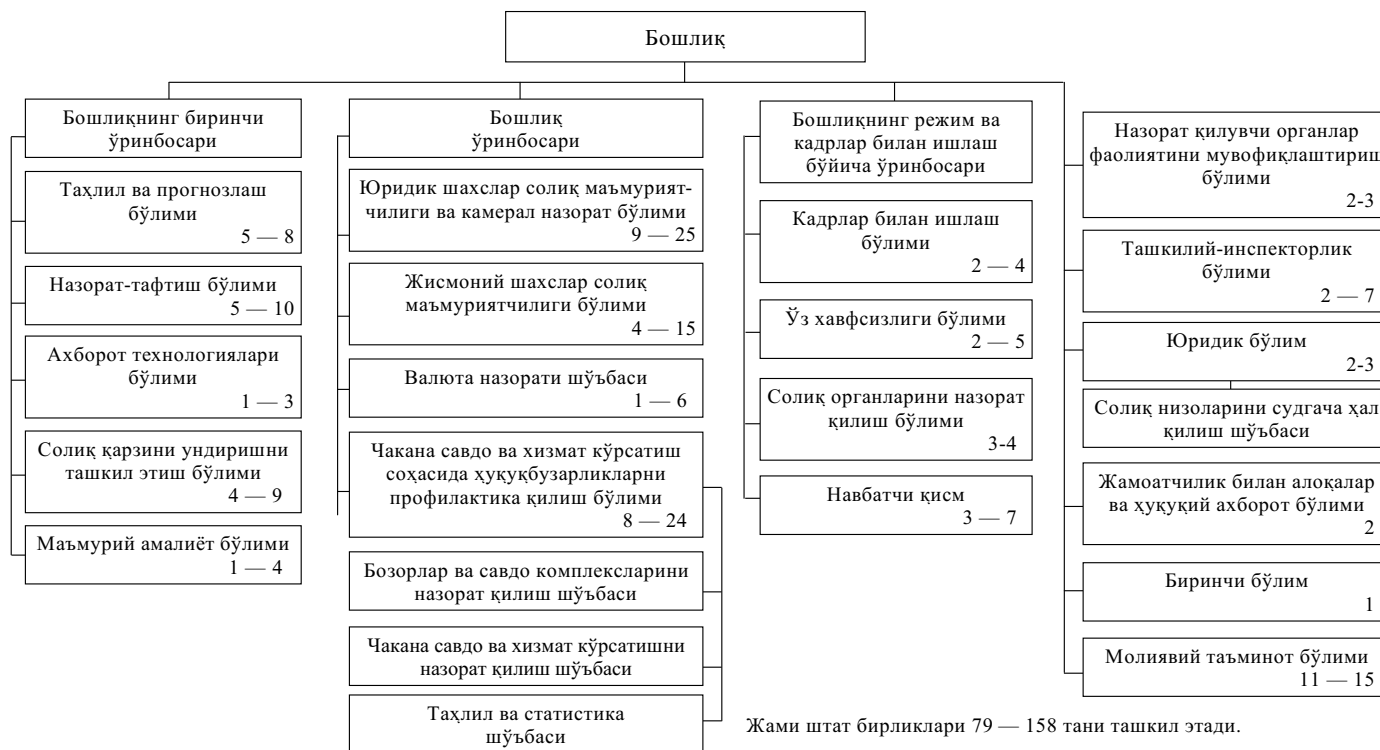 Бошлиқ
Бошлиқнинг биринчи
ўринбосари
Таҳлил ва прогнозлаш
бўлими
5 — 8
Назорат-тафтиш бўлими
5 — 10
Ахборот технологиялари
бўлими
1 — 3
Солиқ қарзини ундиришни
ташкил этиш бўлими
4 — 9
Маъмурий амалиёт бўлими
1 — 4
Бошлиқ
ўринбосари
Юридик шахслар солиқ маъмурият-
чилиги ва камерал назорат бўлими
9 — 25
Жисмоний шахслар солиқ
маъмуриятчилиги бўлими
4 — 15
Валюта назорати шўъбаси
1 — 6
Чакана савдо ва хизмат кўрсатиш
соҳасида ҳуқуқбузарликларни
профилактика қилиш бўлими
8 — 24
Бозорлар ва савдо комплексларини
назорат қилиш шўъбаси
Чакана савдо ва хизмат кўрсатишни
назорат қилиш шўъбаси
Таҳлил ва статистика
шўъбаси
Бошлиқнинг режим ва
кадрлар билан ишлаш
бўйича ўринбосари
Кадрлар билан ишлаш
бўлими
2 — 4
Ўз хавфсизлиги бўлими
2 — 5
Солиқ органларини назорат
қилиш бўлими
3-4
Навбатчи қисм
3 — 7
Назорат қилувчи органлар
фаолиятини мувофиқлаштириш
бўлими
2-3
Ташкилий-инспекторлик
бўлими
2 — 7
Юридик бўлим
2-3
Солиқ низоларини судгача ҳал
қилиш шўъбаси
Жамоатчилик билан алоқалар
ва ҳуқуқий ахборот бўлими
2
Биринчи бўлим
1
Молиявий таъминот бўлими
11 — 15
Жами штат бирликлари 79 — 158 тани ташкил этади.